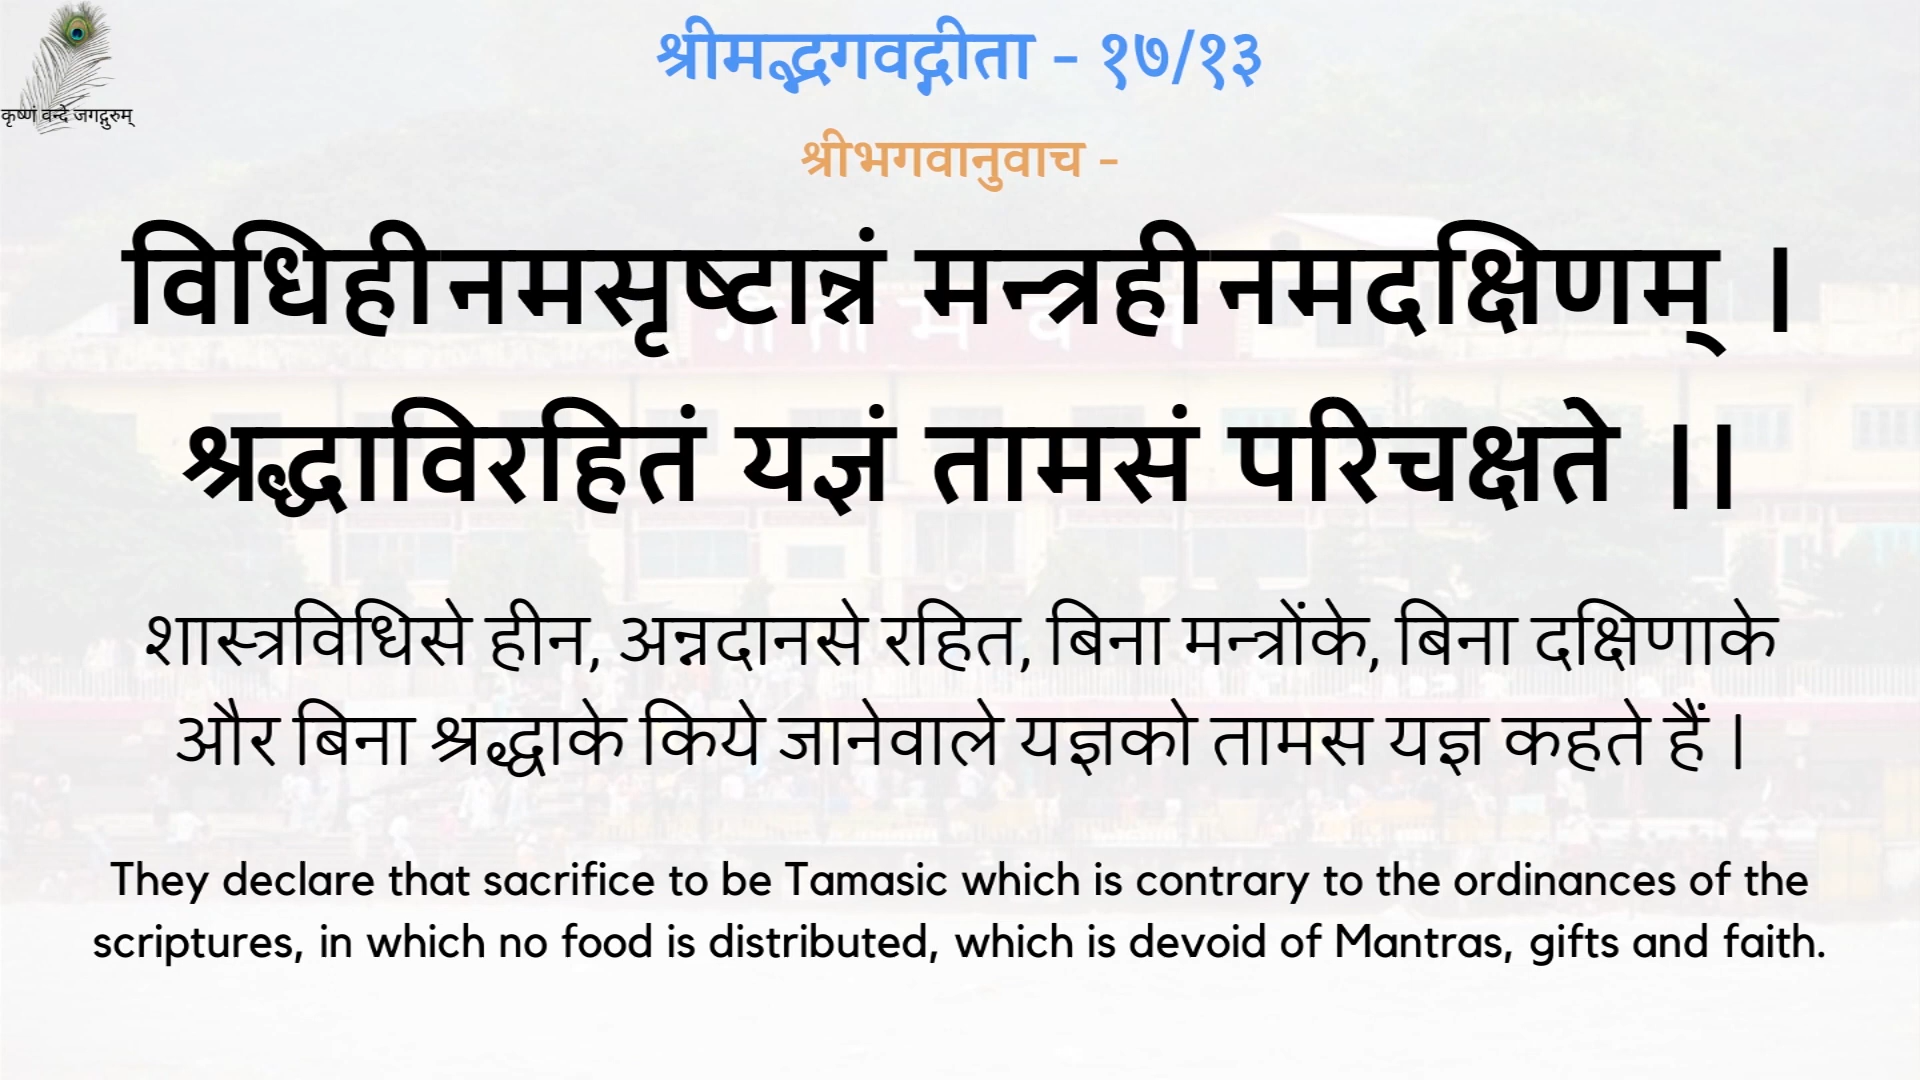 श्रीमद्भगवद्गीता - १७/१३
कृष्णं वन्दे जगद्गुरुम्
श्रीभगवानुवाच -
विधिहीनमसृष्टान्नं मन्त्रहीनमदक्षिणम् |
श्रद्धाविरहितं यज्ञं तामसं परिचक्षते ||
गीता भवन
शास्त्रविधिसे हीन, अन्नदानसे रहित, बिना मन्त्रोंके, बिना दक्षिणाके
और बिना श्रद्धाके किये जानेवाले यज्ञको तामस यज्ञ कहते हैं |
They declare that sacrifice to be Tamasic which is contrary to the ordinances of the
scriptures, in which no food is distributed, which is devoid of Mantras, gifts and faith.